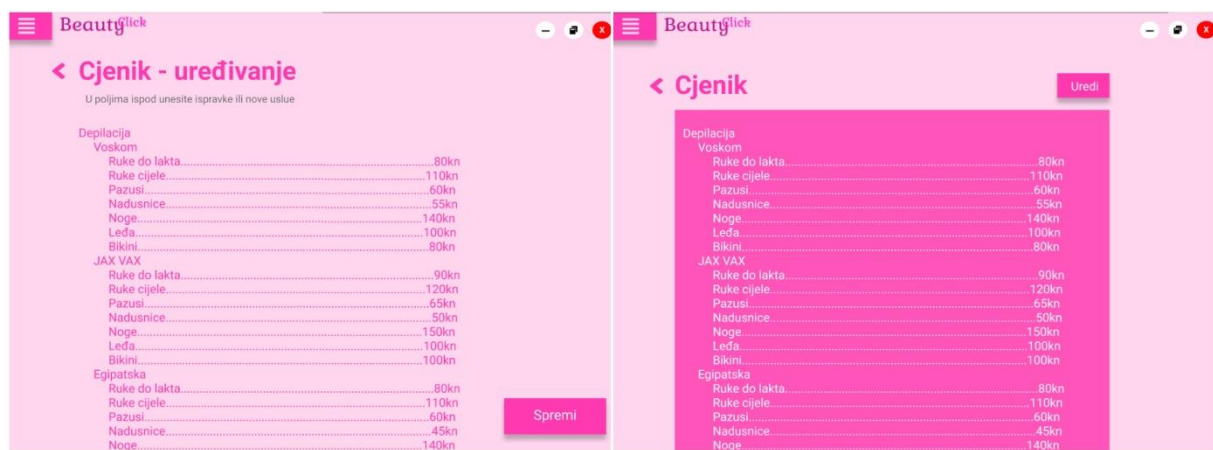 BeautyClick
X
Cjenik - uređivanje
U poljima ispod unesite ispravke ili nove uslue
Depilacija
Voskom
Ruke do lakta.....80kn
Ruke cijele.....110kn
Pazusi.....60kn
Nadusnice.....55kn
Noge.....140kn
Leđa.....100kn
Bikini.....80kn
JAX VAX
Ruke do lakta.....90kn
Ruke cijele.....120kn
Pazusi.....65kn
Nadusnice.....50kn
Noge.....150kn
Leđa.....100kn
Bikini.....100kn
Egipatska
Ruke do lakta.....80kn
Ruke cijele.....110kn
Pazusi.....60kn
Nadusnice.....45kn
Noge.....140kn
Spremi
BeautyClick
X
Cjenik
Uredi
Depilacija
Voskom
Ruke do lakta.....80kn
Ruke cijele.....110kn
Pazusi.....60kn
Nadusnice.....55kn
Noge.....140kn
Leđa.....100kn
Bikini.....80kn
JAX VAX
Ruke do lakta.....90kn
Ruke cijele.....120kn
Pazusi.....65kn
Nadusnice.....50kn
Noge.....150kn
Leđa.....100kn
Bikini.....100kn
Egipatska
Ruke do lakta.....80kn
Ruke cijele.....110kn
Pazusi.....60kn
Nadusnice.....45kn
Noge.....140kn